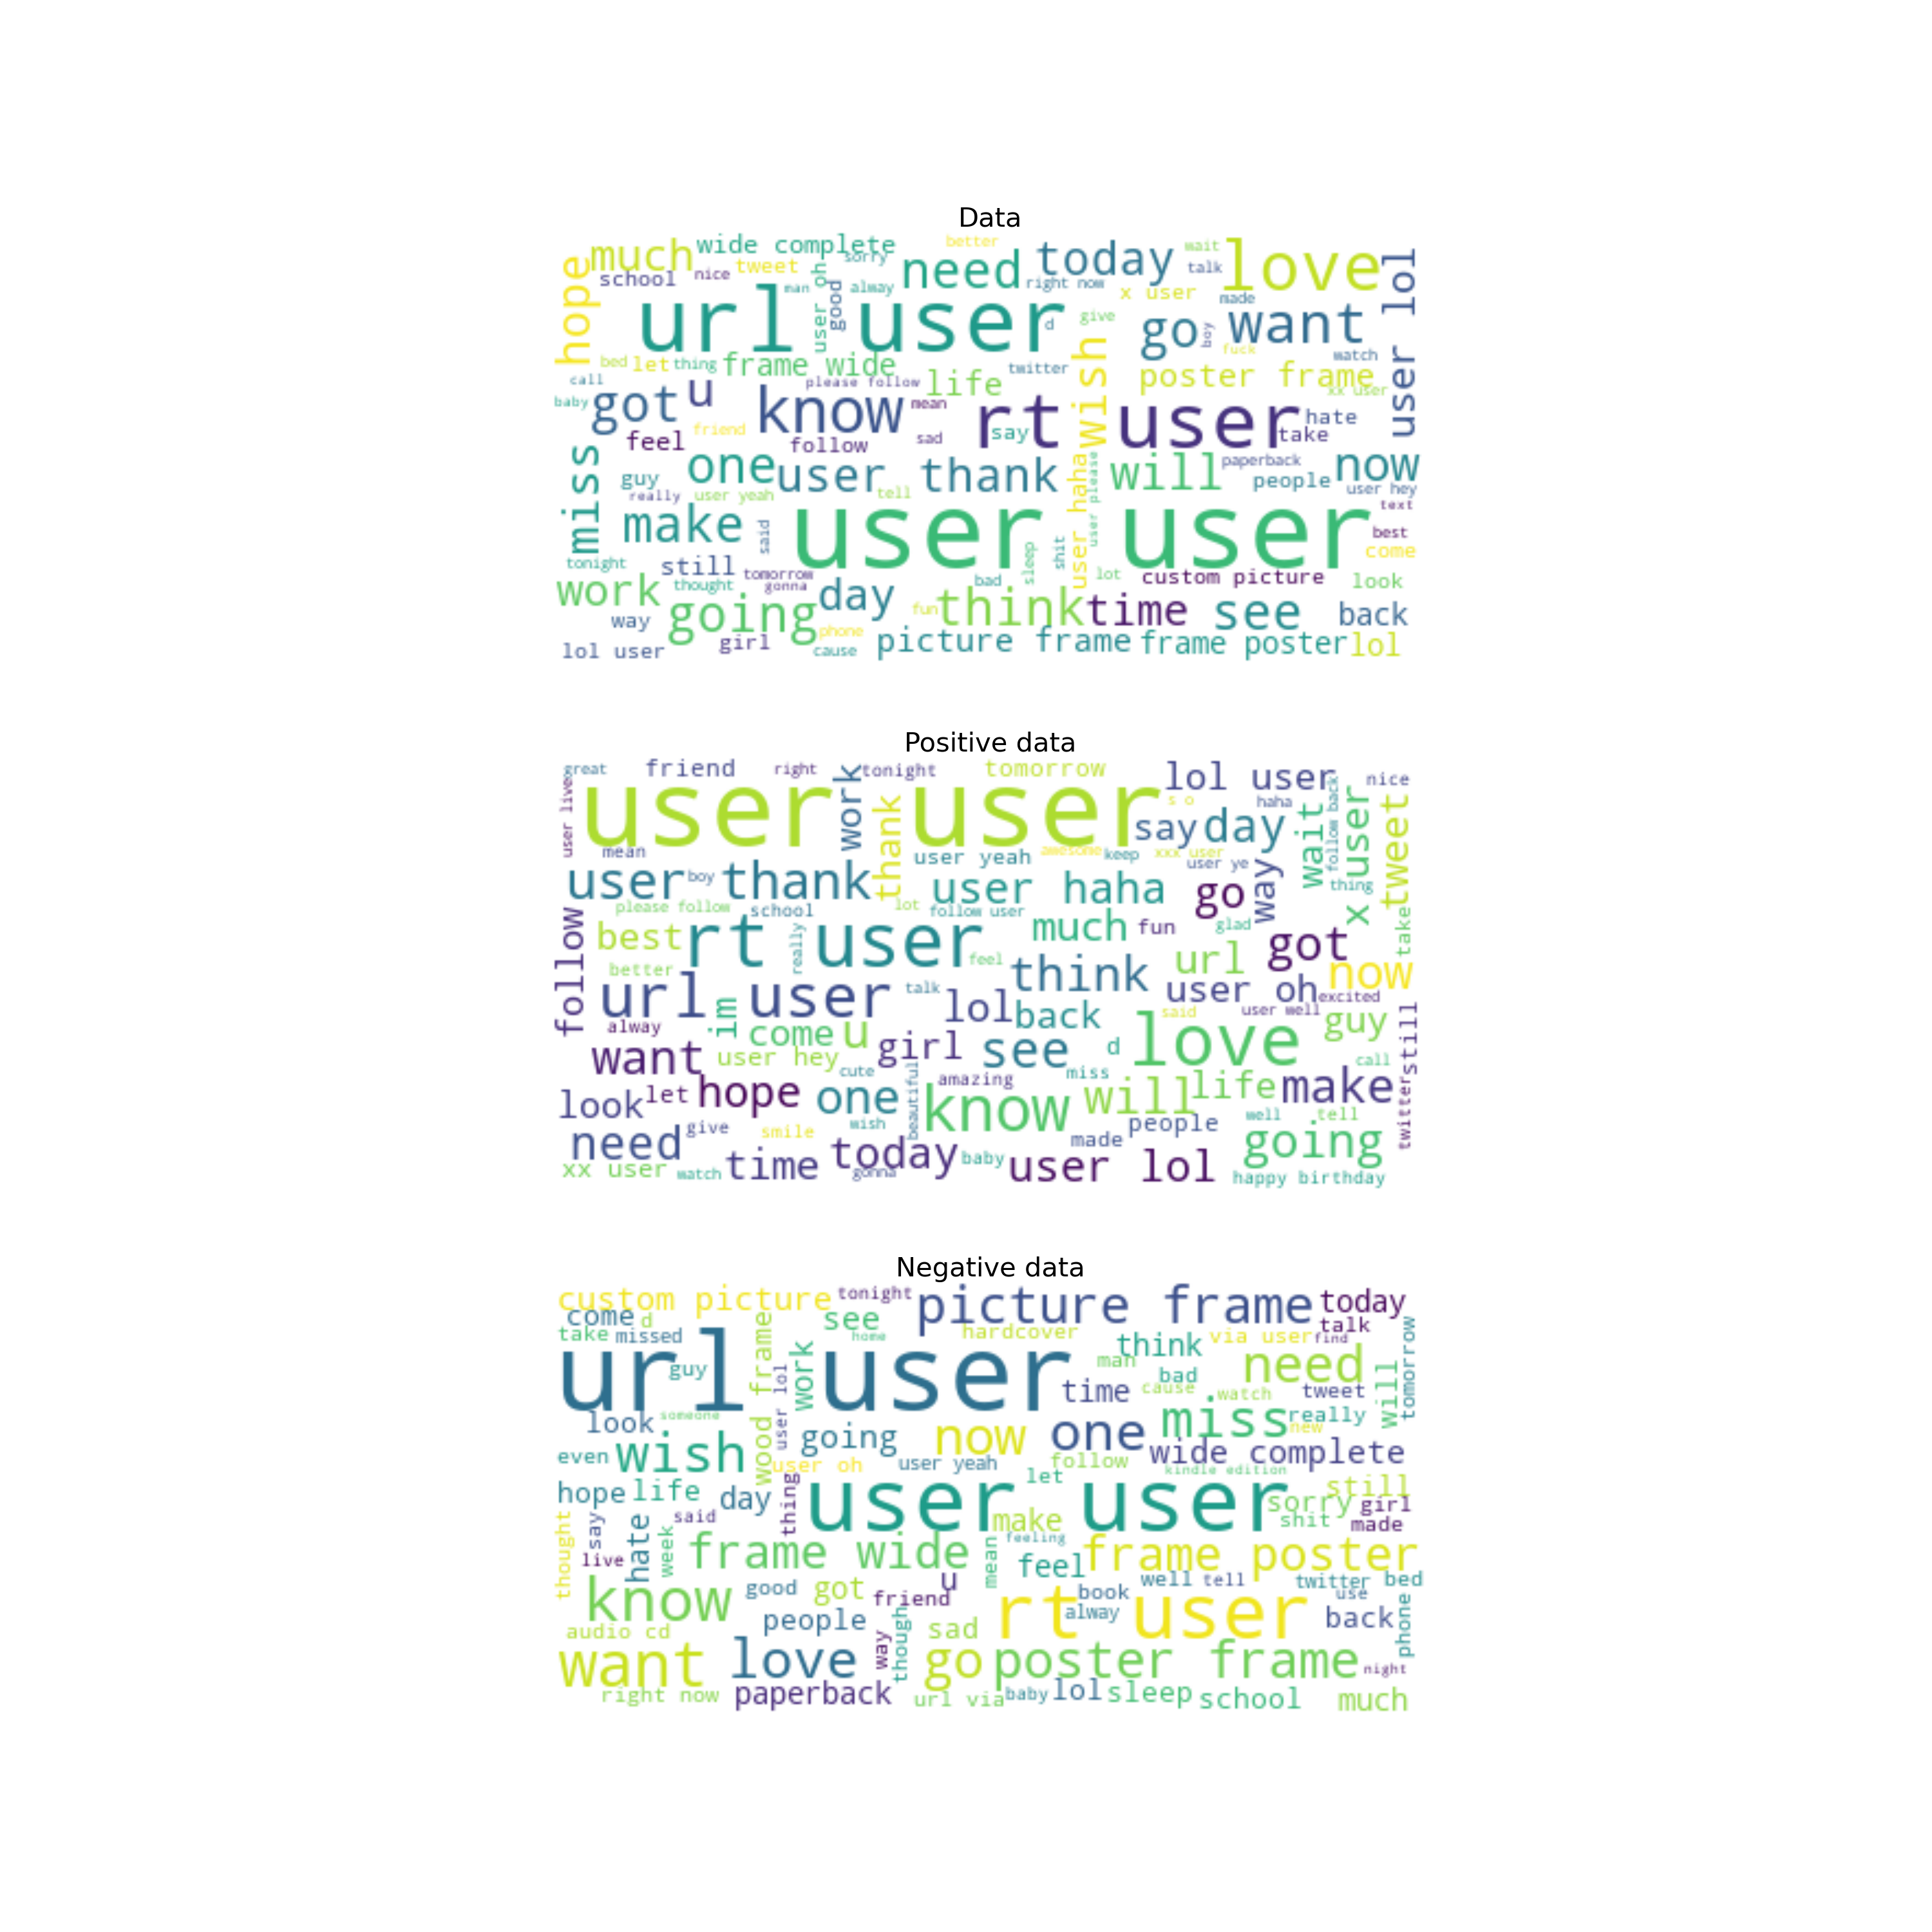 Data
much
wide complete
better
sorry
need
today
wait
love
hope
school
nice
tweet
user oh
man
good
alway
right now
talk
x user
made
user lol
url user
d
give
go
boy
want
fuck
watch
bed
let
thing
frame wide
twitter
wish
poster frame
xx user
call
baby
got
u
please follow
know
life
mean
rt user
say
hate
take
feel
friend
follow
sad
miss
guy
one
user thank
will
paperback
people
now
user hey
really
user yeah
tell
user haha
user please
text
make
said
user user
best
come
tonight
still
tomorrow
thought
gonna
sleep
shit
bad
lot
custom picture
look
work
going
day
fun
think
time
see
back
way
phone
girl
lol user
cause
picture frame
frame poster
lol
Positive data
great
friend
right
work
tonight
tomorrow
lol user
nice
user live
user user
thank
s o
haha
say
day
wait
follow back
x user
tweet
mean
user yeah
awesome
keep
xxx user
user ye
user thank
boy
user haha
go
way
thing
please follow
school
lot
follow user
follow
best
rt user
really
much
fun
glad
got
take
better
feel
think
url
now
url user
talk
user oh
excited
alway
im
come
u
lol
back
said
user well
guy
still
want
user hey
girl
see
d
love
call
cute
amazing
miss
look
let
hope
one
beautiful
know
will
life
make
twitter
need
give
smile
wish
made
people
well
tell
going
xx user
watch
time
today
gonna
baby
user lol
happy birthday
Negative data
custom picture
tonight
picture frame
today
come
d
see
talk
take
missed
home
hardcover
think
via user
find
tomorrow
url user
guy
wood frame
user lol
work
man
bad
need
time
cause
watch
tweet
will
look
someone
miss
really
new
going
now
one
even
wish
user oh
user yeah
follow
wide complete
kindle edition
let
still
hope
life
day
thing
user user
sorry
girl
thought
say
said
make
shit
made
hate
week
feeling
live
frame wide
mean
feel
frame poster
know
good
got
u
friend
book
well
tell
twitter
bed
use
people
though
alway
rt user
back
phone
audio cd
sad
want
love
way
go
poster frame
night
right now
paperback
url via
baby
lol
sleep
school
much